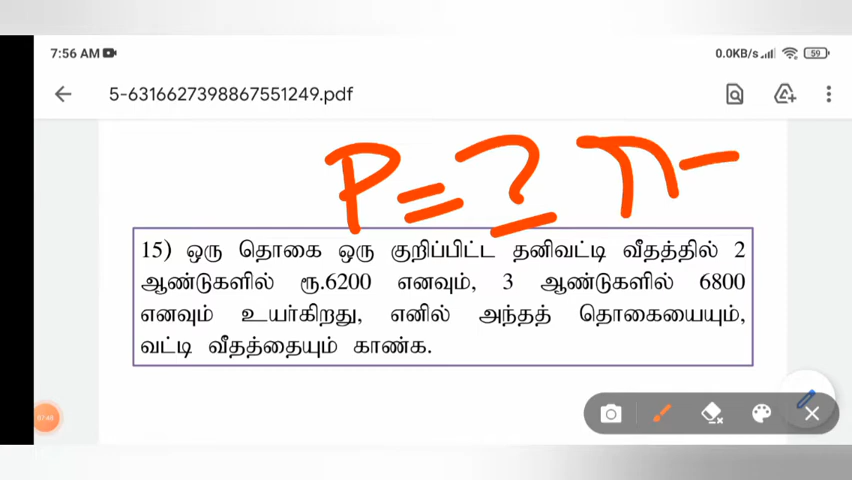 7:56 AM
0.0KB/s 59
5-6316627398867551249.pdf
P = ?
15) ஒரு தொகை ஒரு குறிப்பிட்ட தனிவட்டி வீதத்தில் 2
ஆண்டுகளில் ரூ.6200 எனவும், 3 ஆண்டுகளில் 6800
எனவும் உயர்கிறது, எனில் அந்தத் தொகையையும்,
வட்டி வீதத்தையும் காண்க.